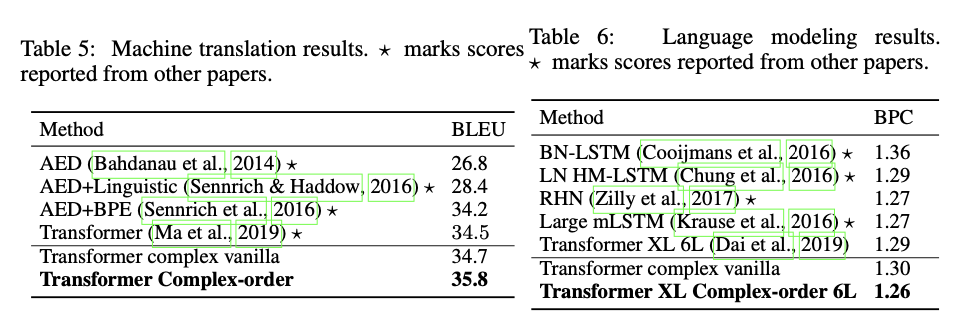 Table 5: Machine translation results. ⋆ marks scores
reported from other papers.
Method BLEU
AED (Bahdanau et al., 2014) ⋆ 26.8
AED+Linguistic (Sennrich & Haddow, 2016) ⋆ 28.4
AED+BPE (Sennrich et al., 2016) ⋆ 34.2
Transformer (Ma et al., 2019) ⋆ 34.5
Transformer complex vanilla 34.7
Transformer Complex-order 35.8
Table 6: Language modeling results.
⋆ marks scores reported from other papers.
Method BPC
BN-LSTM (Cooijmans et al., 2016) ⋆ 1.36
LN HM-LSTM (Chung et al., 2016) ⋆ 1.29
RHN (Zilly et al., 2017) ⋆ 1.27
Large mLSTM (Krause et al., 2016) ⋆ 1.27
Transformer XL 6L (Dai et al., 2019) 1.29
Transformer complex vanilla 1.30
Transformer XL Complex-order 6L 1.26